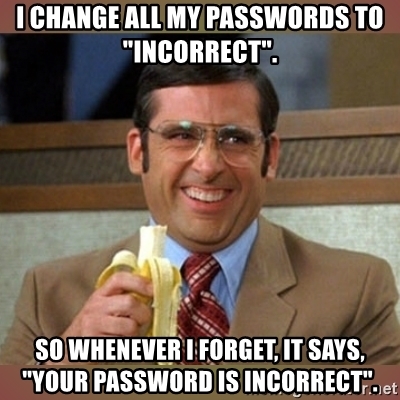 I CHANGE ALL MY PASSWORDS TO
"INCORRECT".
SO WHENEVER I FORGET, IT SAYS,
"YOUR PASSWORD IS INCORRECT".